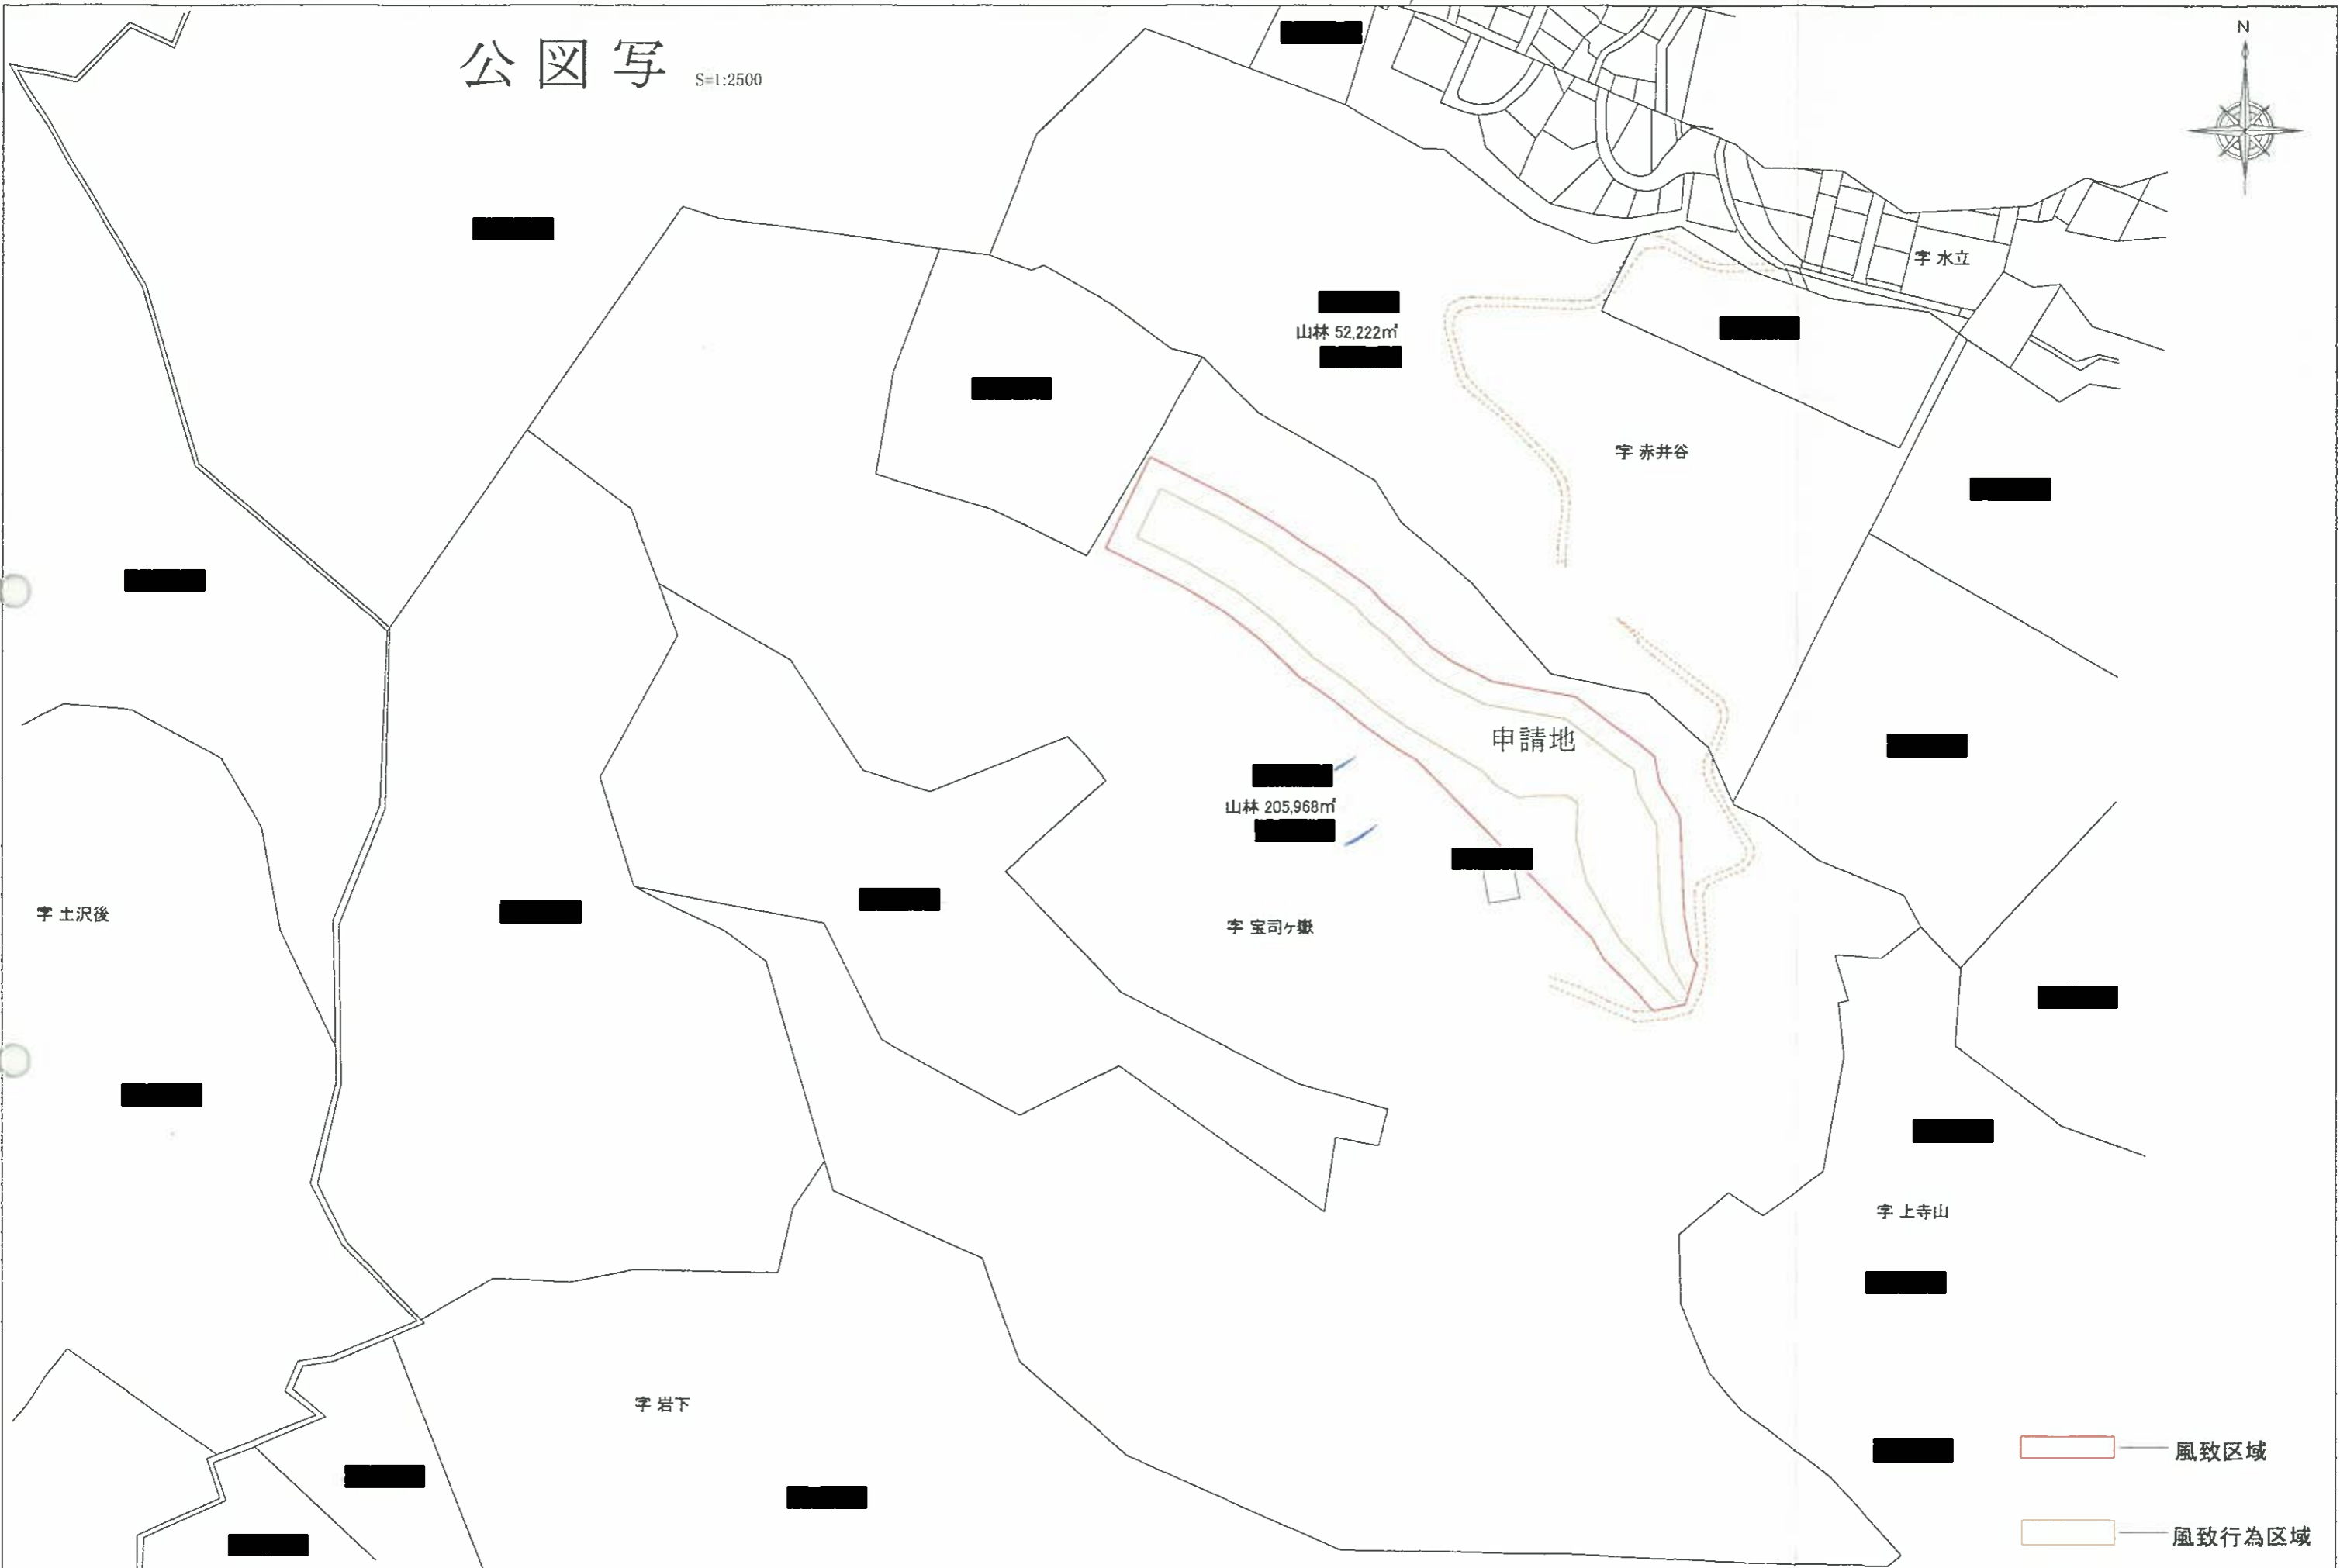 公図写 S=1:2500
N
字 水立
山林 52,222㎡
字 赤井谷
申請地
山林 205,968㎡
字 土沢後
字 宝司ヶ嶽
字 上寺山
字 岩下
風致区域
風致行為区域